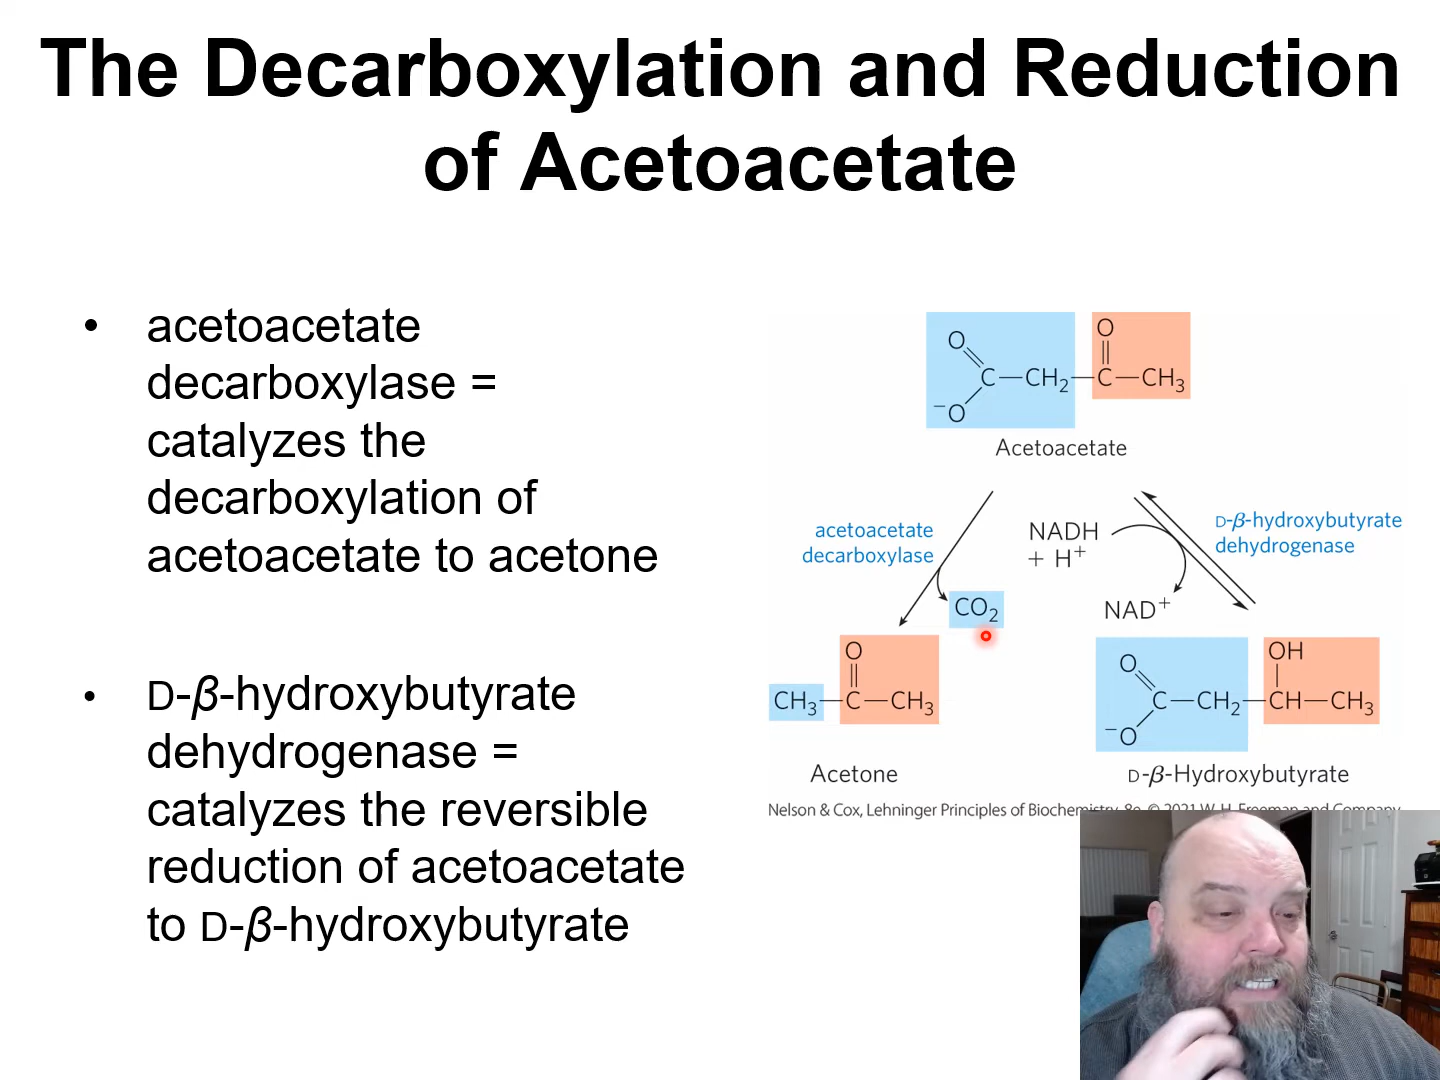 The Decarboxylation and Reduction
of Acetoacetate
• acetoacetate
decarboxylase =
catalyzes the
decarboxylation of
acetoacetate to acetone
• D-β-hydroxybutyrate
dehydrogenase =
catalyzes the reversible
reduction of acetoacetate
to D-β-hydroxybutyrate
O
O
C—CH₂—C—CH₃
⁻O
Acetoacetate
acetoacetate
decarboxylase
NADH
+ H⁺
D-β-hydroxybutyrate
dehydrogenase
CO₂
NAD⁺
O
CH₃—C—CH₃
Acetone
O
OH
C—CH₂—CH—CH₃
⁻O
D-β-Hydroxybutyrate
Nelson & Cox, Lehninger Principles of Biochemistry, 8e, © 2021 W. H. Freeman and Company